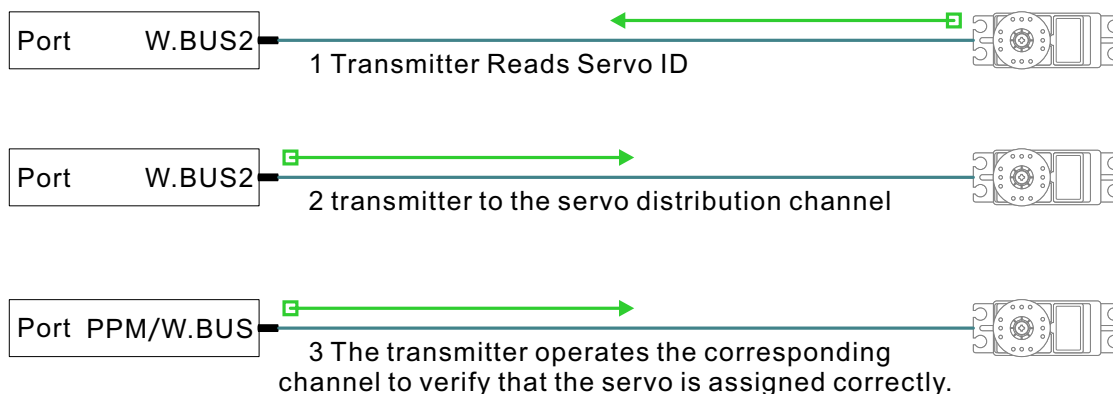 Port W.BUS2
1 Transmitter Reads Servo ID
Port W.BUS2
2 transmitter to the servo distribution channel
Port PPM/W.BUS
3 The transmitter operates the corresponding
channel to verify that the servo is assigned correctly.